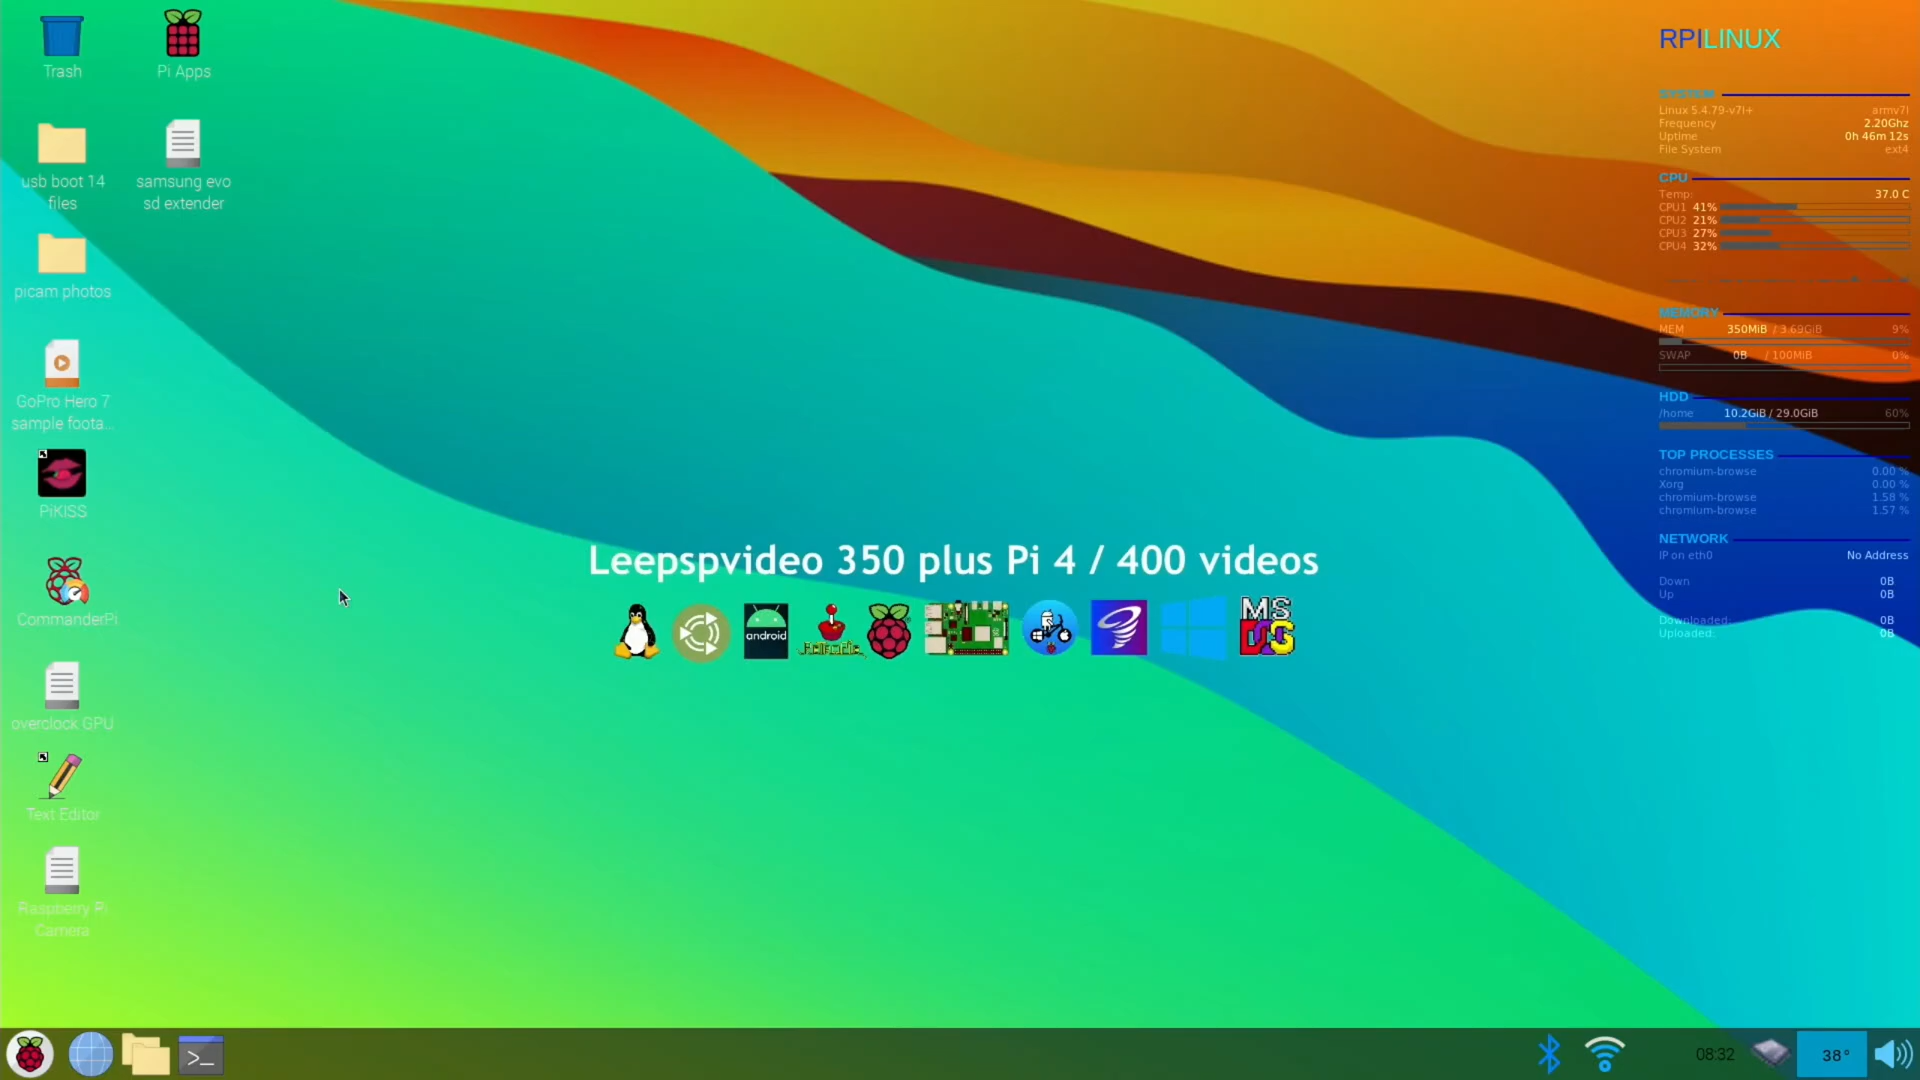 Trash
Pi Apps
usb boot 14
files
samsung evo
sd extender
picam photos
GoPro Hero 7
sample foota...
PiKISS
CommanderPi
overclock GPU
Text Editor
Raspberry Pi
Camera
Leepspvideo 350 plus Pi 4 / 400 videos
android
MS
DOS
RPILINUX
SYSTEM
Linux 5.4.79-v7l+ armv7l
Frequency 2.20Ghz
Uptime 0h 46m 12s
File System ext4
CPU
Temp: 37.0 C
CPU1 41%
CPU2 21%
CPU3 27%
CPU4 32%
MEMORY
MEM 350MiB / 3.69GiB 9%
SWAP 0B / 100MiB 0%
HDD
/home 10.2GiB / 29.0GiB 60%
TOP PROCESSES
chromium-browse 0.00 %
Xorg 0.00 %
chromium-browse 1.58 %
chromium-browse 1.57 %
NETWORK
IP on eth0 No Address
Down 0B
Up 0B
Downloaded: 0B
Uploaded: 0B
>_
08:32
38°